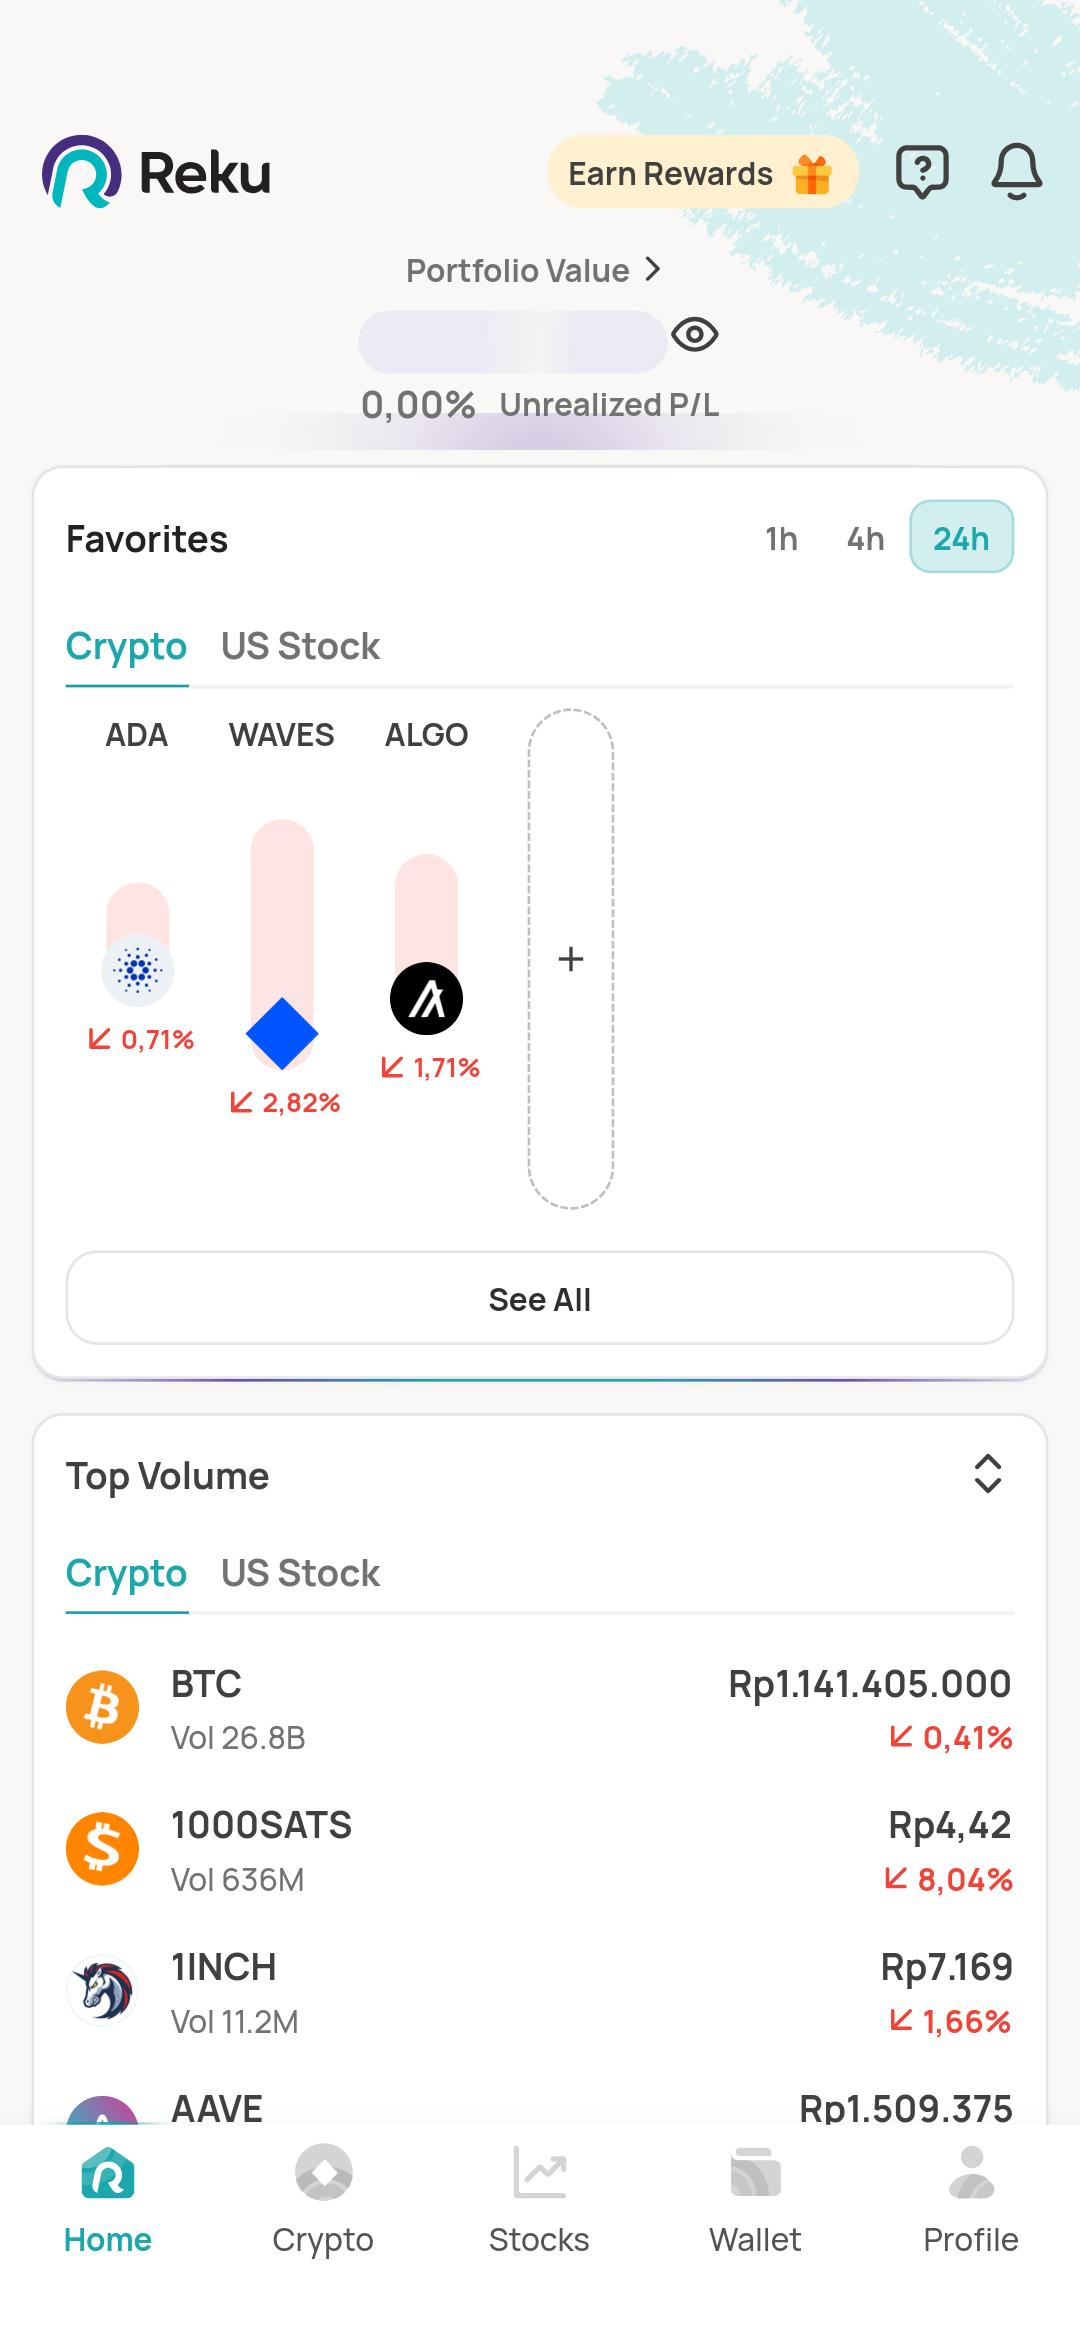 Reku
Earn Rewards
Portfolio Value
0,00% Unrealized P/L
Favorites
1h 4h 24h
Crypto US Stock
ADA WAVES ALGO
0,71%
1,71%
2,82%
See All
Top Volume
Crypto US Stock
BTC Rp1.141.405.000
Vol 26.8B 0,41%
1000SATS Rp4,42
Vol 636M 8,04%
1INCH Rp7.169
Vol 11.2M 1,66%
AAVE Rp1.509.375
Home Crypto Stocks Wallet Profile